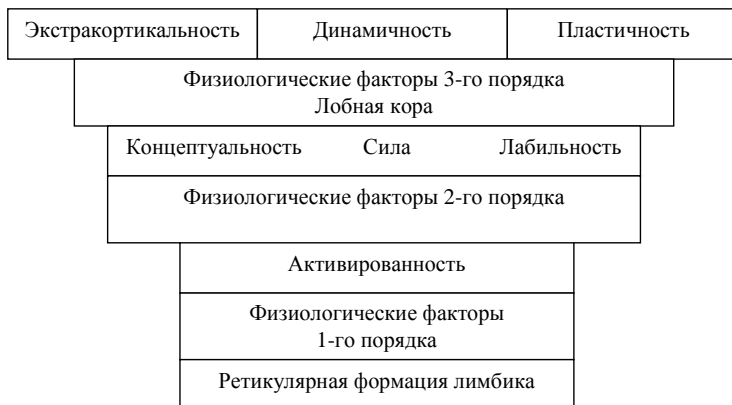 Экстракортикальность Динамичность Пластичность
Физиологические факторы 3-го порядка
Лобная кора
Концептуальность Сила Лабильность
Физиологические факторы 2-го порядка
Активированность
Физиологические факторы
1-го порядка
Ретикулярная формация лимбика